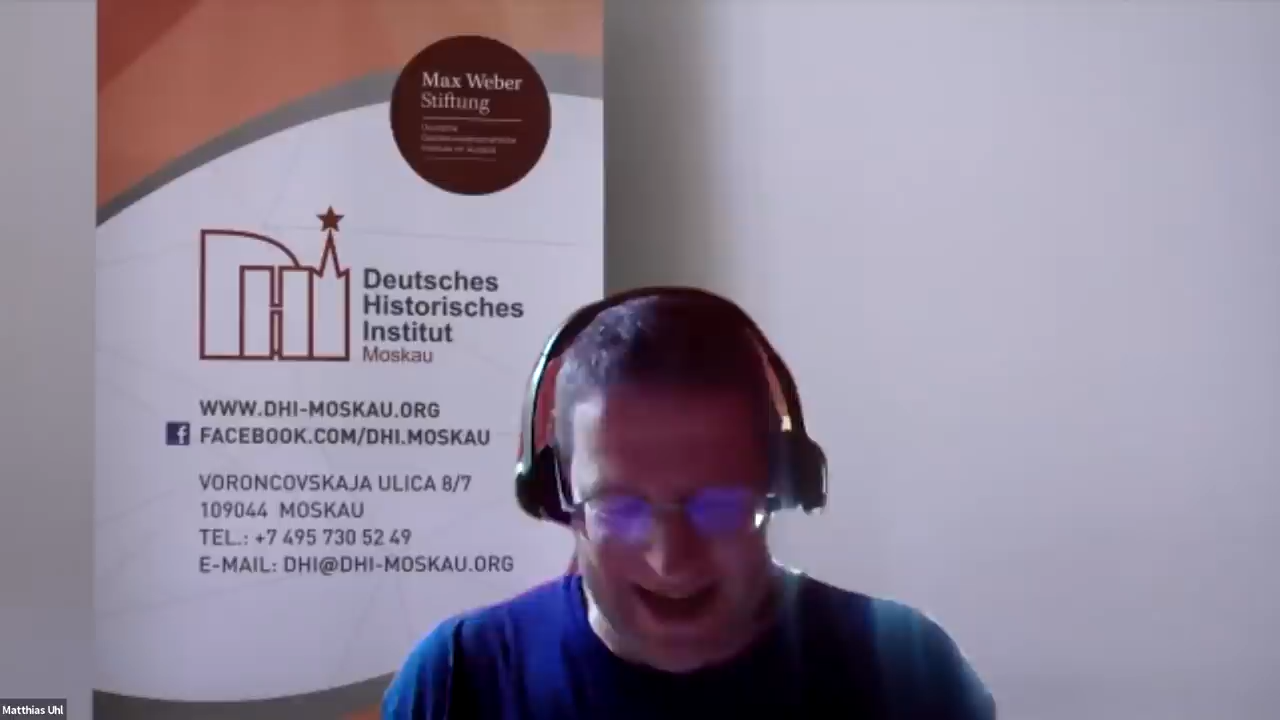 Max Weber
Stiftung
Deutsches
Historisches
Institut
Moskau
WWW.DHI-MOSKAU.ORG
f FACEBOOK.COM/DHI.MOSKAU
VORONCOVSKAJA ULICA 8/7
109044 MOSKAU
TEL.: +7 495 730 52 49
E-MAIL: DHI@DHI-MOSKAU.ORG
Matthias Uhl